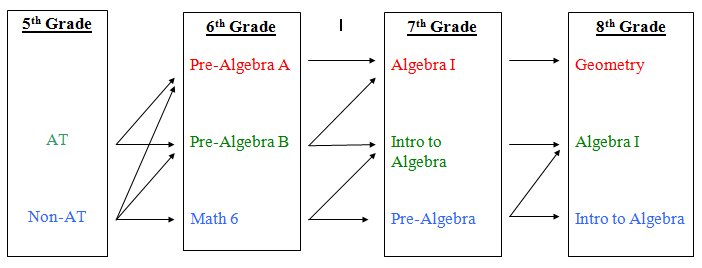 5th Grade
AT
Non-AT
6th Grade
Pre-Algebra A
Pre-Algebra B
Math 6
I
7th Grade
Algebra I
Intro to
Algebra
Pre-Algebra
8th Grade
Geometry
Algebra I
Intro to Algebra